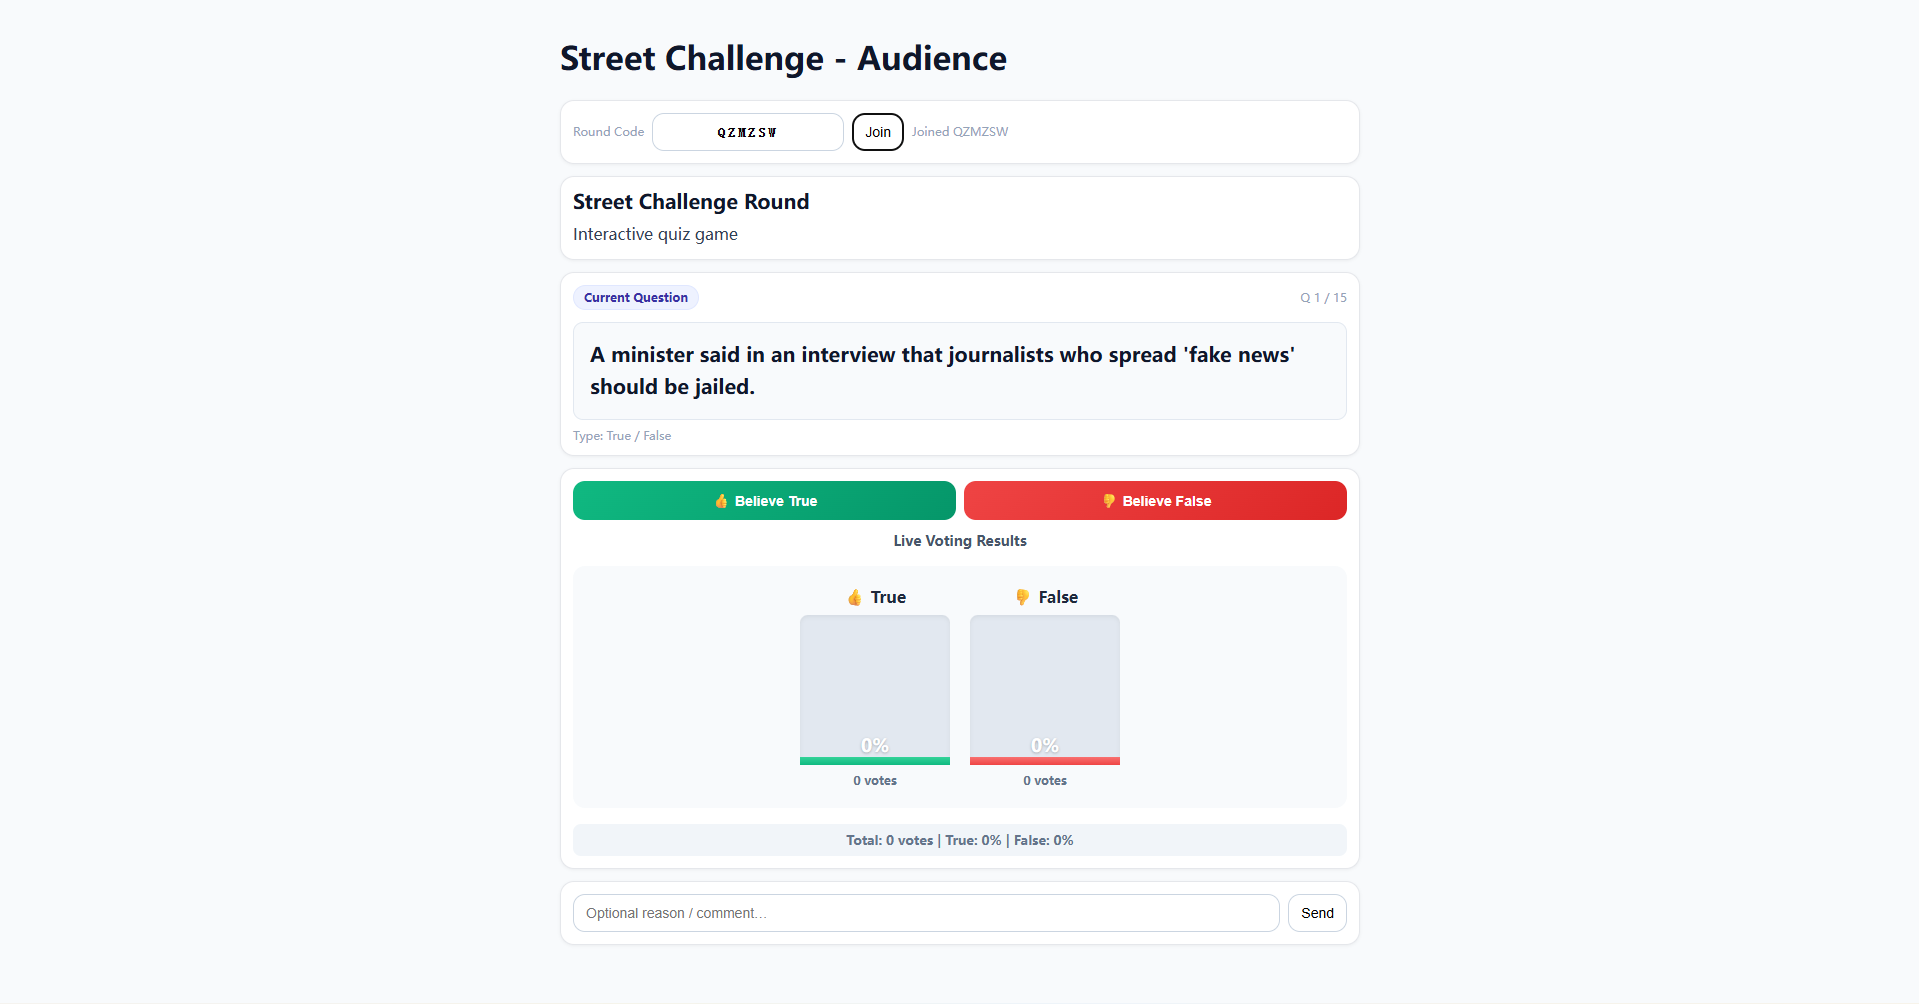 Street Challenge - Audience
Round Code QZMZSW Join Joined QZMZSW
Street Challenge Round
Interactive quiz game
Current Question Q 1 / 15
A minister said in an interview that journalists who spread 'fake news'
should be jailed.
Type: True / False
👍 Believe True 👎 Believe False
Live Voting Results
👍 True 👎 False
0% 0%
0 votes 0 votes
Total: 0 votes | True: 0% | False: 0%
Optional reason / comment… Send